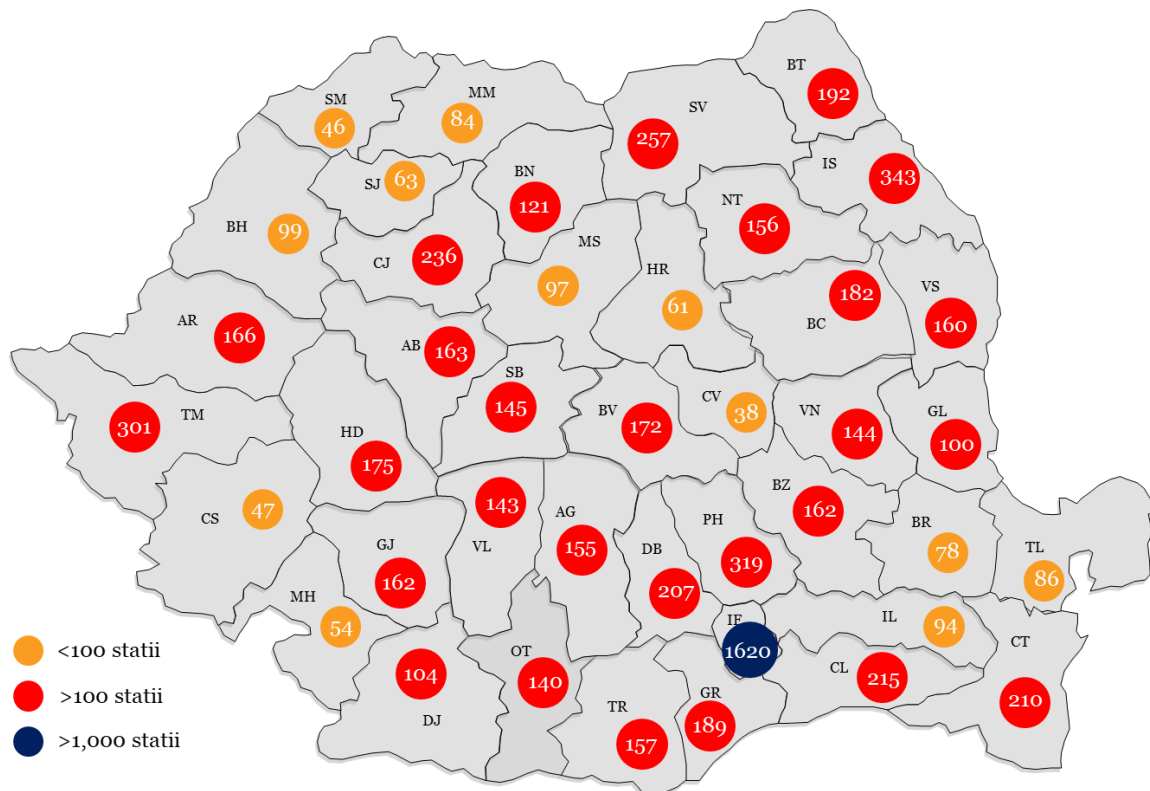 BT
192
SM
46
MM
84
SV
257
IS
343
SJ
63
BN
121
NT
156
BH
99
CJ
236
MS
97
HR
61
BC
182
VS
160
AR
166
AB
163
SB
145
BV
172
CV
38
VN
144
GL
100
TM
301
HD
175
CS
47
VL
143
AG
155
DB
207
PH
319
BZ
162
BR
78
TL
86
GJ
162
MH
54
IF
1620
IL
94
CT
210
DJ
104
OT
140
TR
157
GR
189
CL
215
<100 statii
>100 statii
>1,000 statii